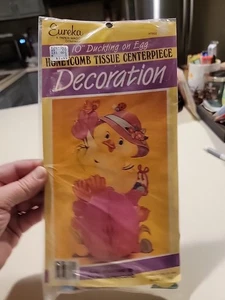 Eureka
10" Duckling on Egg
HONEYCOMB TISSUE CENTERPIECE
Decoration